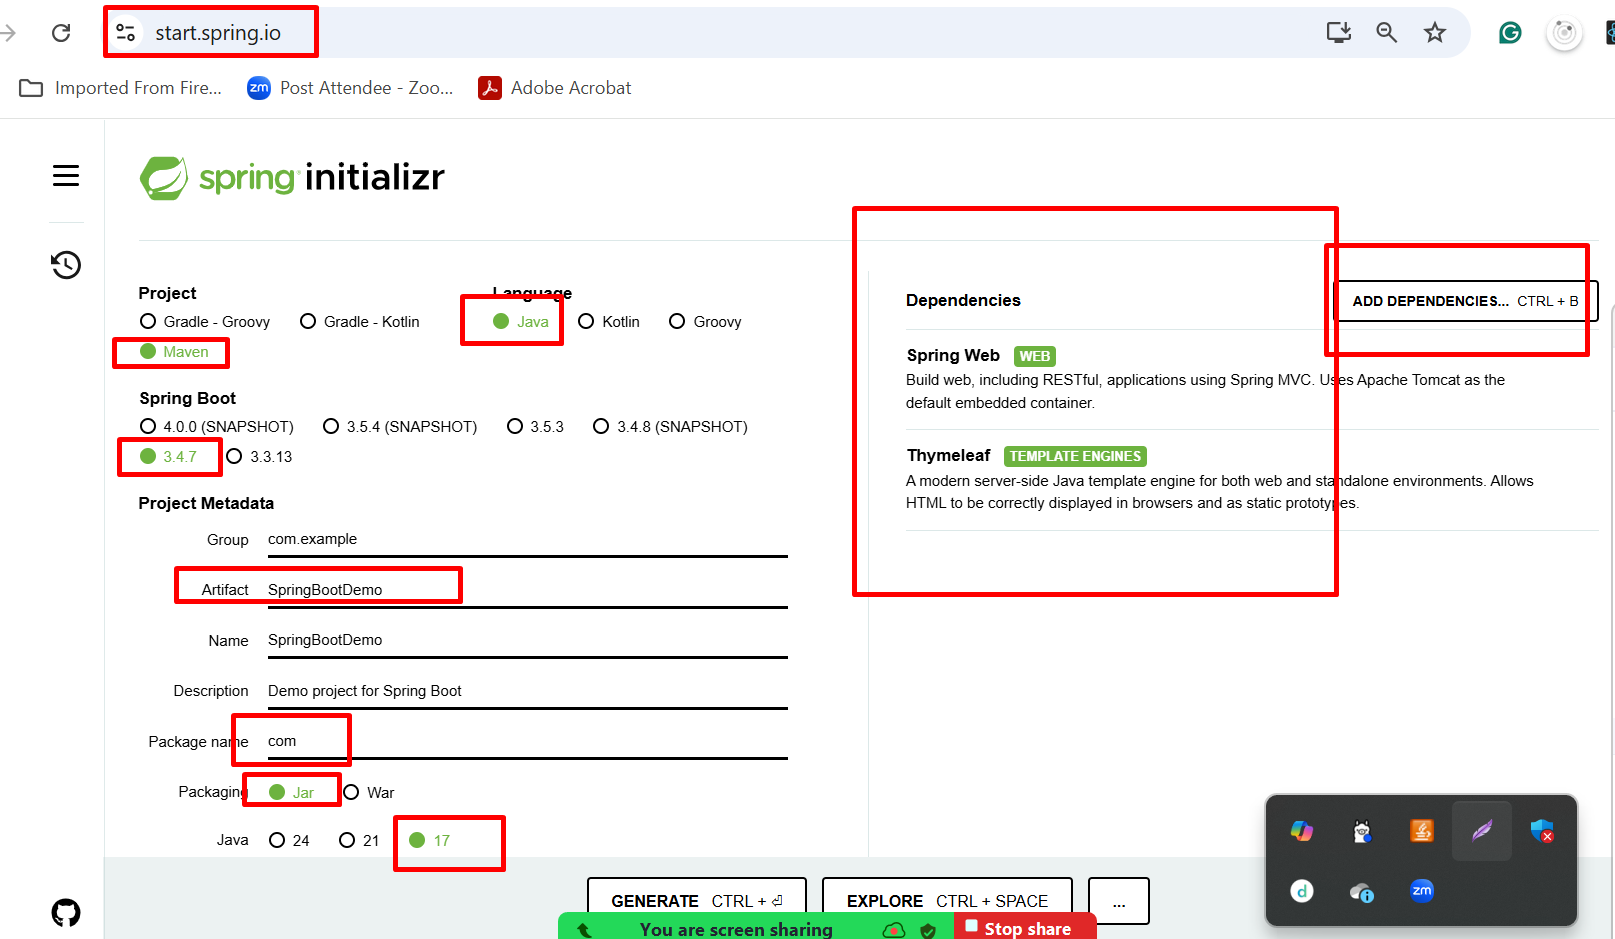 start.spring.io
Imported From Fire...
zm Post Attendee - Zoo...
Adobe Acrobat
spring initializr
Project
Language
Gradle - Groovy Gradle - Kotlin
Java Kotlin Groovy
Maven
Spring Boot
4.0.0 (SNAPSHOT) 3.5.4 (SNAPSHOT) 3.5.3 3.4.8 (SNAPSHOT)
3.4.7 3.3.13
Project Metadata
Group com.example
Artifact SpringBootDemo
Name SpringBootDemo
Description Demo project for Spring Boot
Package name com
Packaging Jar War
Java 24 21 17
Dependencies
ADD DEPENDENCIES... CTRL + B
Spring Web WEB
Build web, including RESTful, applications using Spring MVC. Uses Apache Tomcat as the
default embedded container.
Thymeleaf TEMPLATE ENGINES
A modern server-side Java template engine for both web and standalone environments. Allows
HTML to be correctly displayed in browsers and as static prototypes.
GENERATE CTRL + ⏎
EXPLORE CTRL + SPACE
...
You are screen sharing
Stop share
zm